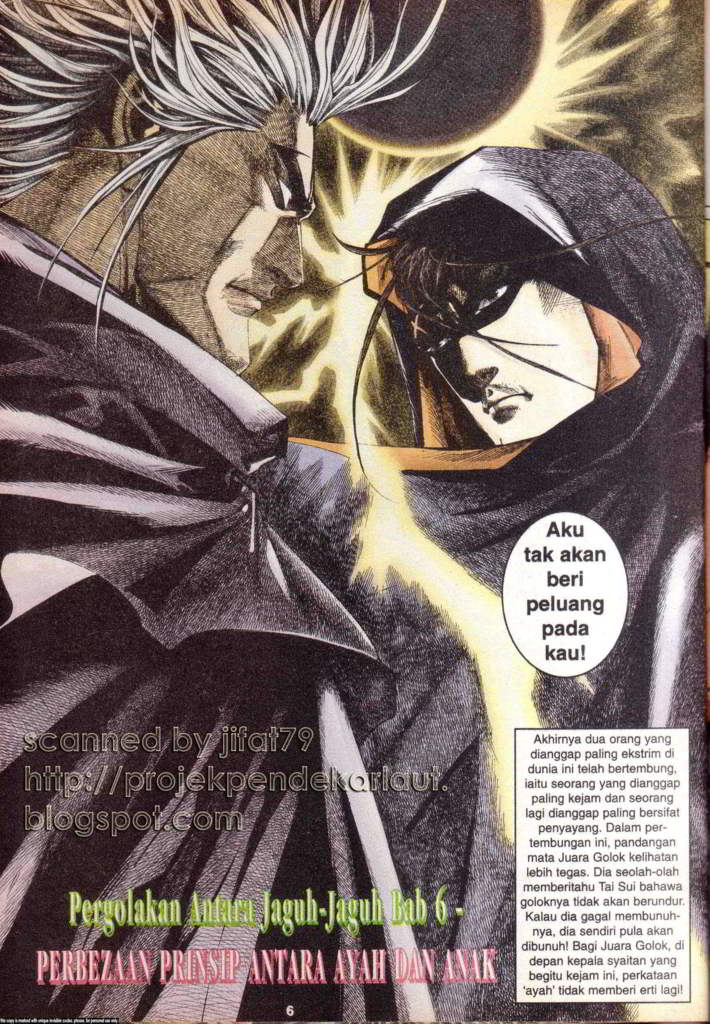 Aku
tak akan
beri
peluang
pada
kau!
Akhirnya dua orang yang
dianggap paling ekstrim di
dunia ini telah bertembung,
iaitu seorang yang dianggap
paling kejam dan seorang
lagi dianggap paling bersifat
penyayang. Dalam per-
tembungan ini, pandangan
mata Juara Golok kelihatan
lebih tegas. Dia seolah-olah
memberitahu Tai Sui bahawa
goloknya tidak akan berundur.
Kalau dia gagal membunuh-
nya, dia sendiri pula akan
dibunuh! Bagi Juara Golok, di
depan kepala syaitan yang
begitu kejam ini, perkataan
'ayah' tidak memberi erti lagi!
scanned by jifat79
http://projekpendekarlaut.
blogspot.com
Pergolakan Antara Jaguh-Jaguh Bab 6 -
PERBEZAAN PRINSIP ANTARA AYAH DAN ANAK
6